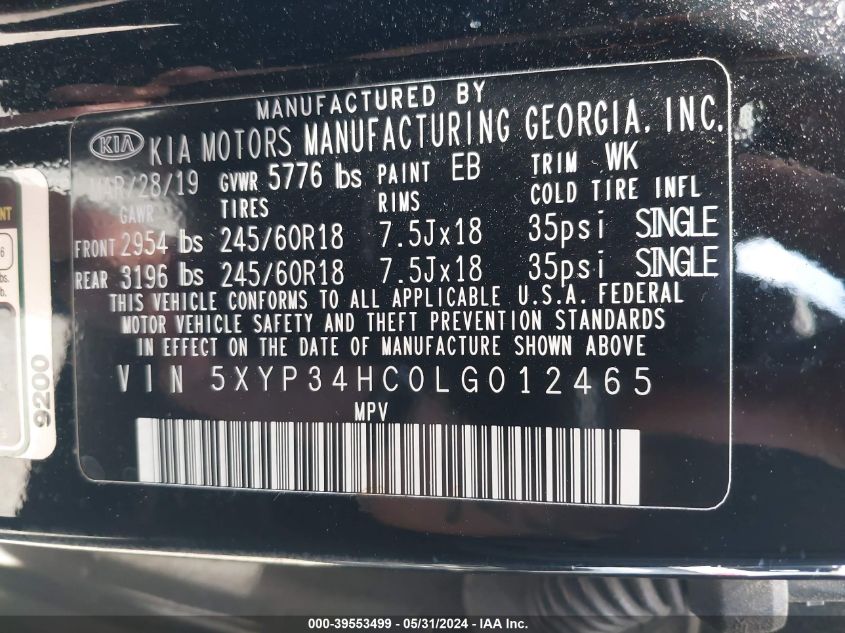 MANUFACTURED BY
KIA KIA MOTORS MANUFACTURING GEORGIA, INC.
MAR/28/19 GVWR 5776 lbs PAINT EB TRIM WK
GAWR TIRES RIMS COLD TIRE INFL
FRONT 2954 lbs 245/60R18 7.5Jx18 35psi SINGLE
REAR 3196 lbs 245/60R18 7.5Jx18 35psi SINGLE
THIS VEHICLE CONFORMS TO ALL APPLICABLE U.S.A. FEDERAL
MOTOR VEHICLE SAFETY AND THEFT PREVENTION STANDARDS
IN EFFECT ON THE DATE OF MANUFACTURE SHOWN ABOVE
VIN 5XYP34HC0LG012465
MPV
9200
000-39553499 - 05/31/2024 - IAA Inc.